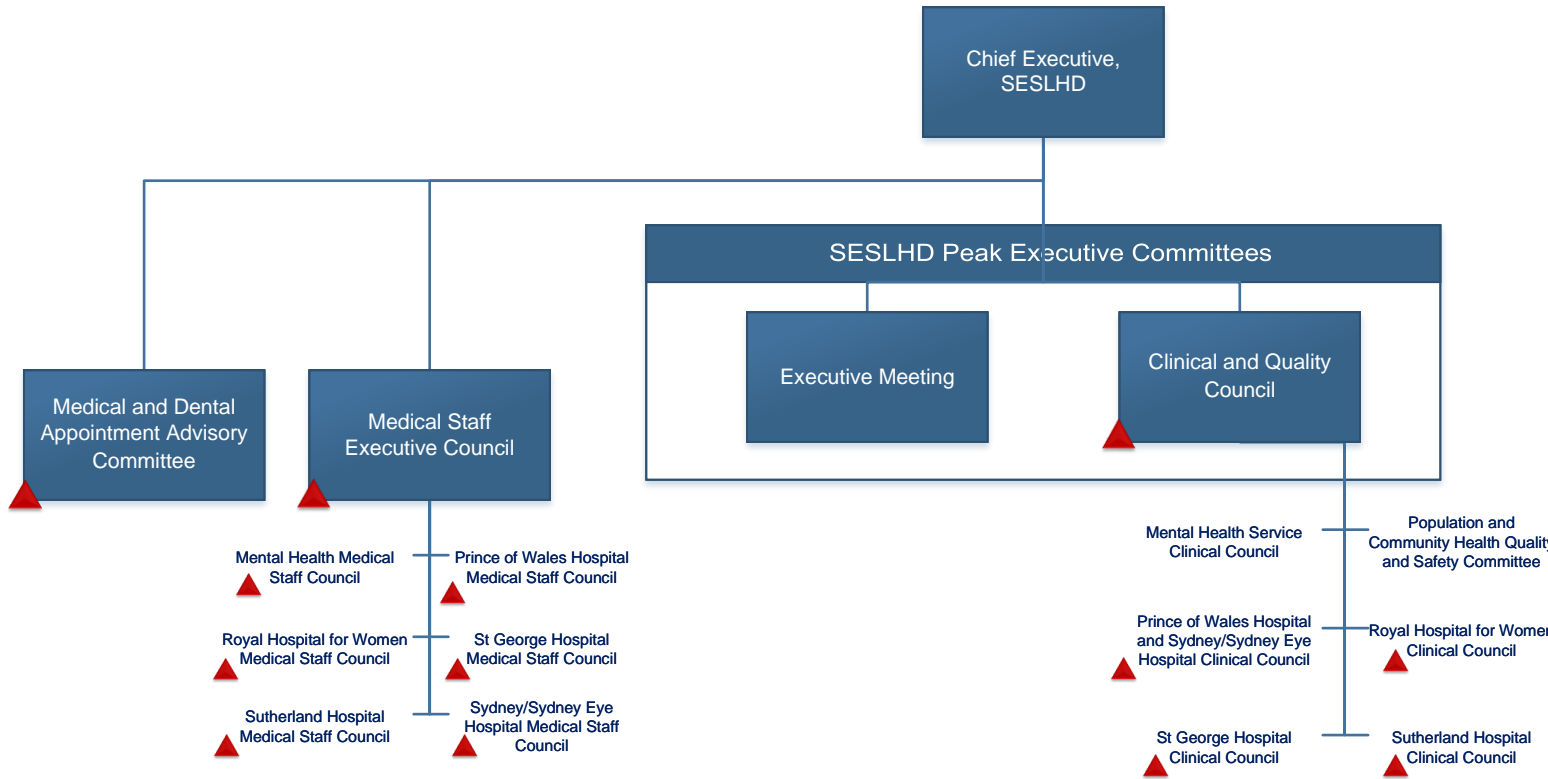 Chief Executive,
SESLHD
SESLHD Peak Executive Committees
Executive Meeting
Clinical and Quality
Council
Medical and Dental
Appointment Advisory
Committee
Medical Staff
Executive Council
Mental Health Medical
Staff Council
Prince of Wales Hospital
Medical Staff Council
Royal Hospital for Women
Medical Staff Council
St George Hospital
Medical Staff Council
Sutherland Hospital
Medical Staff Council
Sydney/Sydney Eye
Hospital Medical Staff
Council
Mental Health Service
Clinical Council
Population and
Community Health Quality
and Safety Committee
Prince of Wales Hospital
and Sydney/Sydney Eye
Hospital Clinical Council
Royal Hospital for Women
Clinical Council
St George Hospital
Clinical Council
Sutherland Hospital
Clinical Council